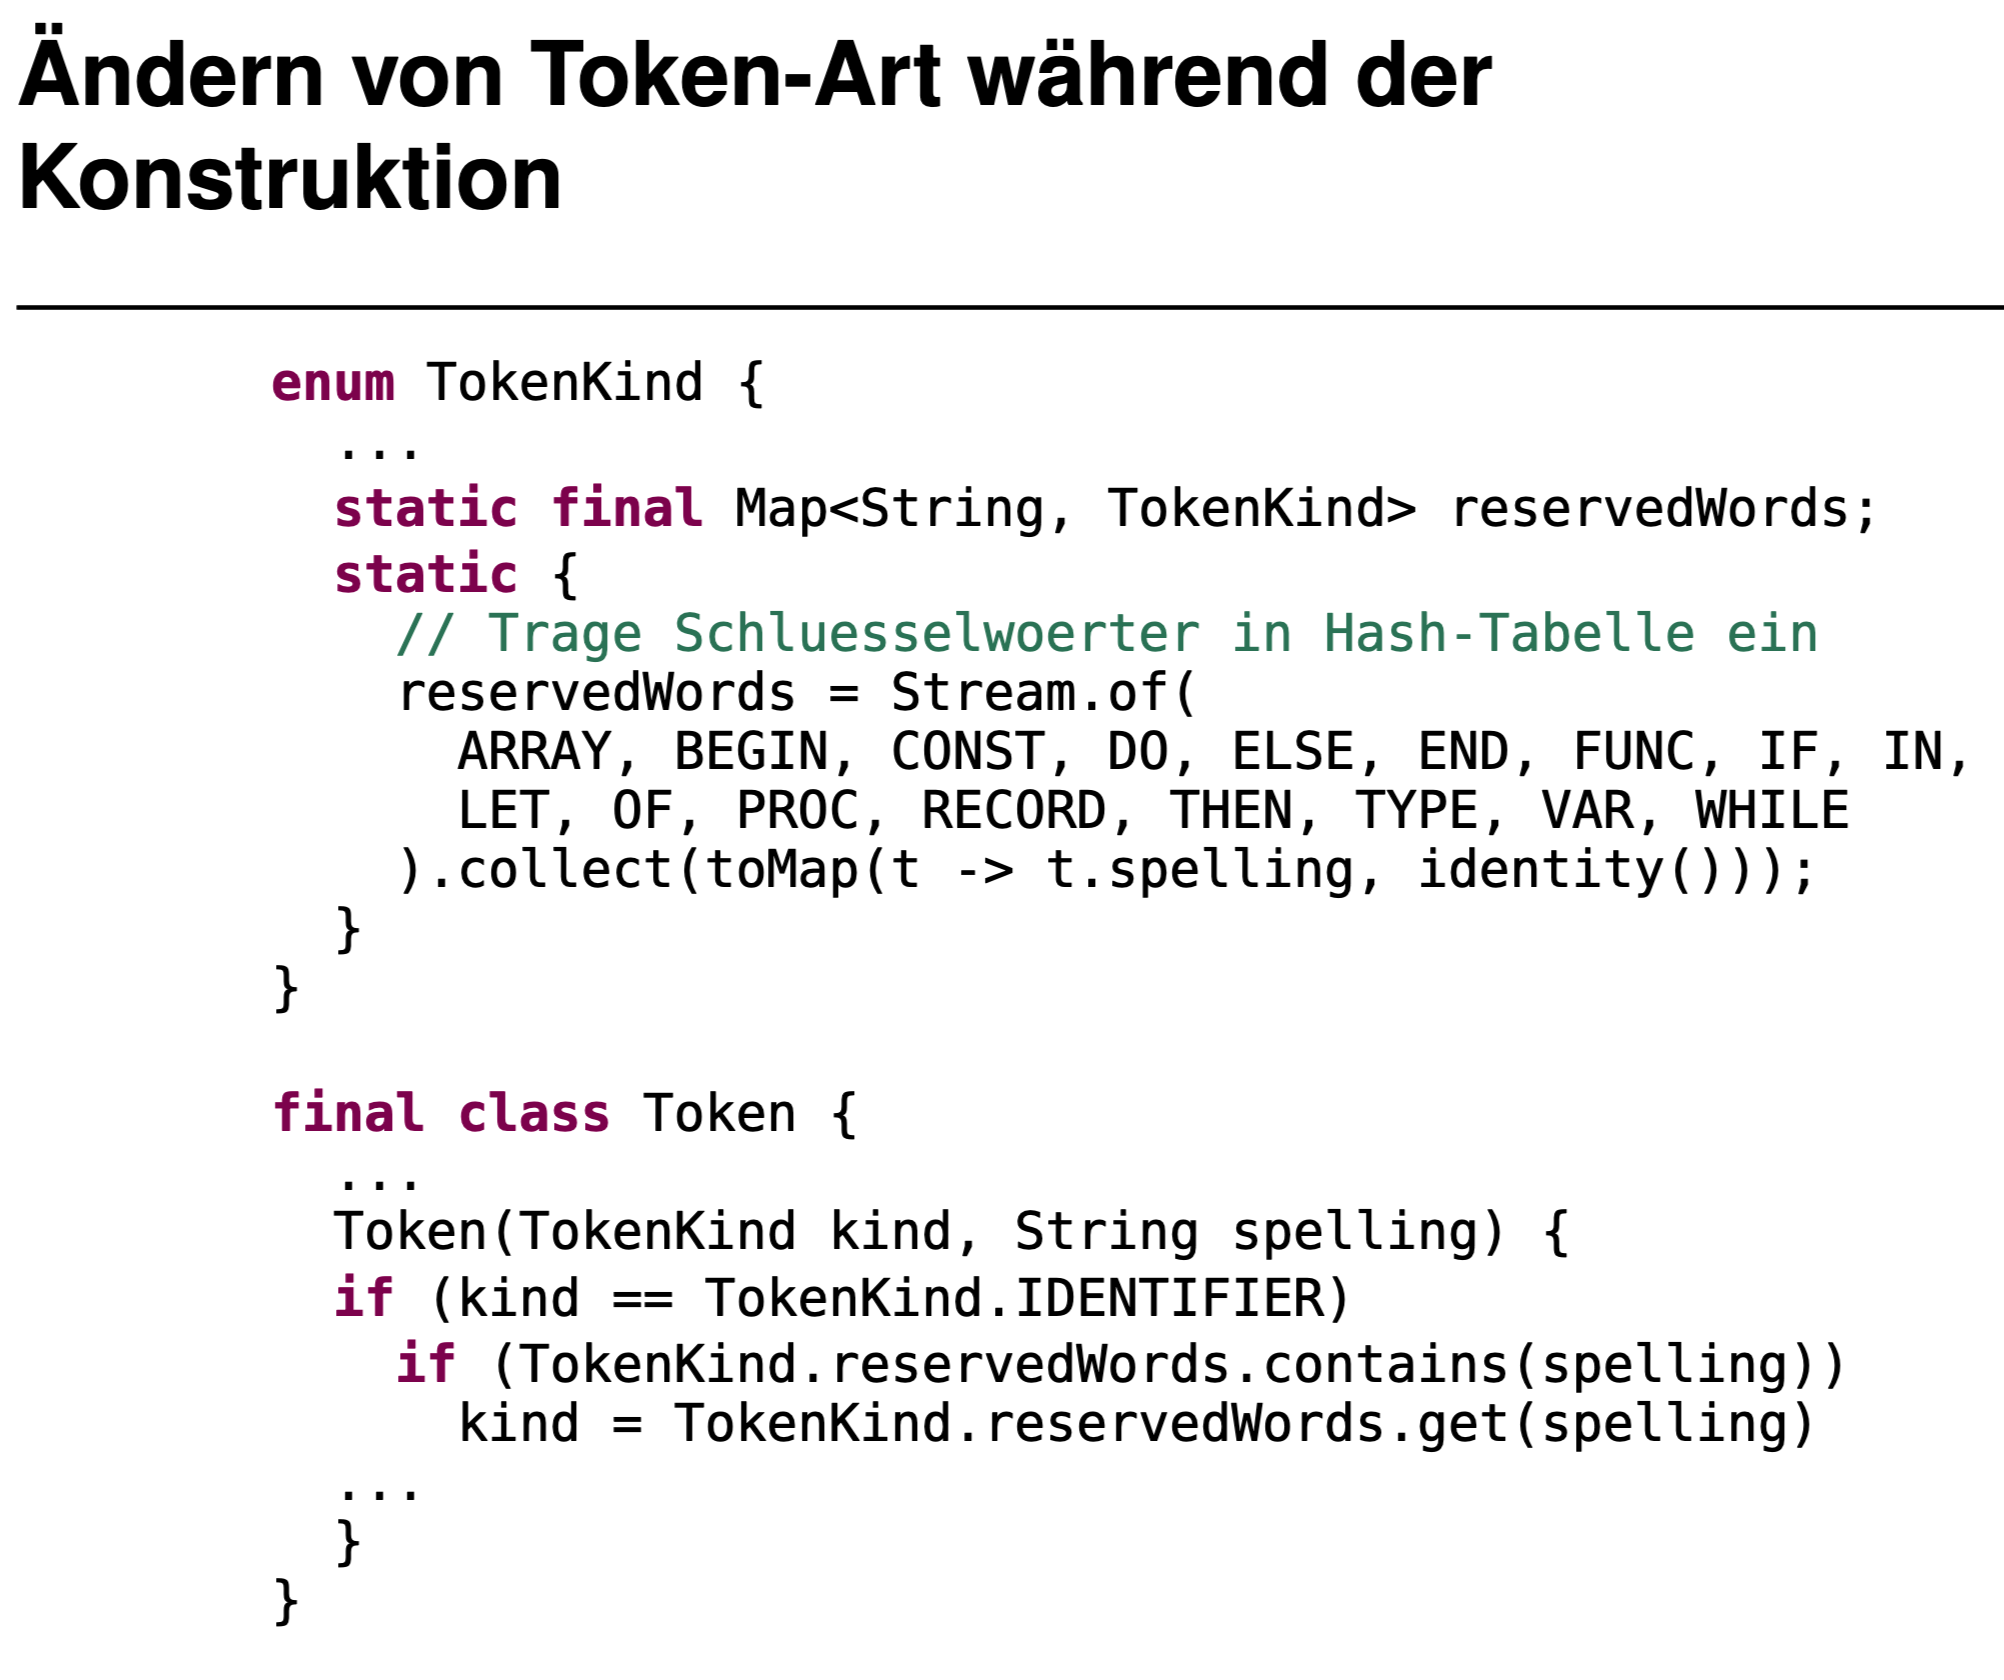 Ändern von Token-Art während der
Konstruktion
enum TokenKind {
...
static final Map<String, TokenKind> reservedWords;
static {
// Trage Schluesselwoerter in Hash-Tabelle ein
reservedWords = Stream.of(
ARRAY, BEGIN, CONST, DO, ELSE, END, FUNC, IF, IN,
LET, OF, PROC, RECORD, THEN, TYPE, VAR, WHILE
).collect(toMap(t -> t.spelling, identity()));
}
}
final class Token {
...
Token(TokenKind kind, String spelling) {
if (kind == TokenKind.IDENTIFIER)
if (TokenKind.reservedWords.contains(spelling))
kind = TokenKind.reservedWords.get(spelling)
...
}
}